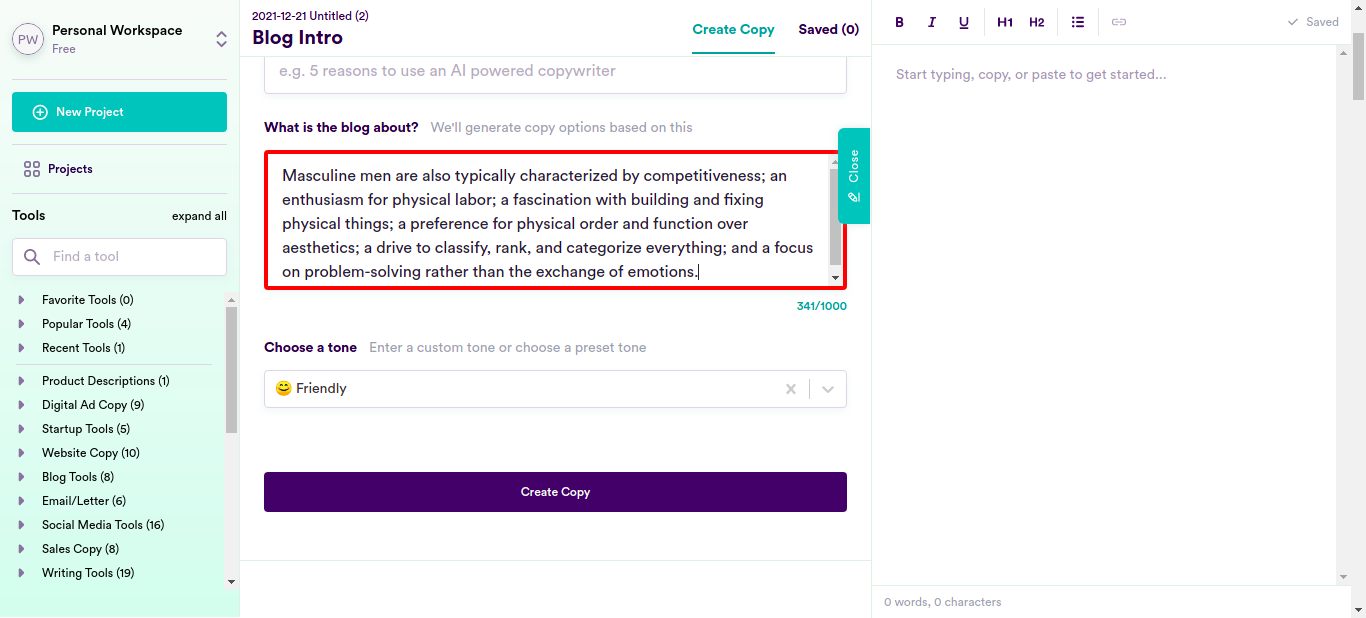 PW
Personal Workspace
Free
New Project
Projects
Tools
expand all
Find a tool
Favorite Tools (0)
Popular Tools (4)
Recent Tools (1)
Product Descriptions (1)
Digital Ad Copy (9)
Startup Tools (5)
Website Copy (10)
Blog Tools (8)
Email/Letter (6)
Social Media Tools (16)
Sales Copy (8)
Writing Tools (19)
2021-12-21 Untitled (2)
Blog Intro
Create Copy
Saved (0)
e.g. 5 reasons to use an AI powered copywriter
What is the blog about? We'll generate copy options based on this
Masculine men are also typically characterized by competitiveness; an
enthusiasm for physical labor; a fascination with building and fixing
physical things; a preference for physical order and function over
aesthetics; a drive to classify, rank, and categorize everything; and a focus
on problem-solving rather than the exchange of emotions.
341/1000
Choose a tone Enter a custom tone or choose a preset tone
😊 Friendly
Create Copy
Close
B I U H1 H2
Saved
Start typing, copy, or paste to get started...
0 words, 0 characters